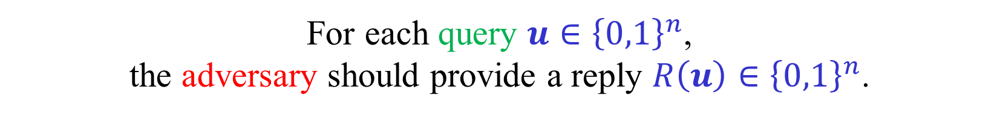 For each query 𝒖 ∈ {0,1}ⁿ,
the adversary should provide a reply 𝑅(𝒖) ∈ {0,1}ⁿ.